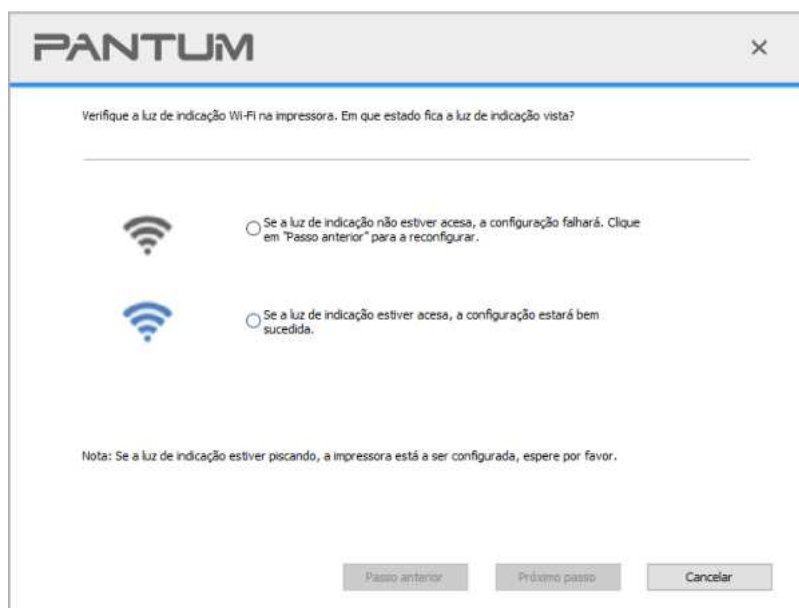 PANTUM
Verifique a luz de indicação Wi-Fi na impressora. Em que estado fica a luz de indicação vista?
Se a luz de indicação não estiver acesa, a configuração falhará. Clique
em "Passo anterior" para a reconfigurar.
Se a luz de indicação estiver acesa, a configuração estará bem
sucedida.
Nota: Se a luz de indicação estiver piscando, a impressora está a ser configurada, espere por favor.
Passo anterior
Próximo passo
Cancelar